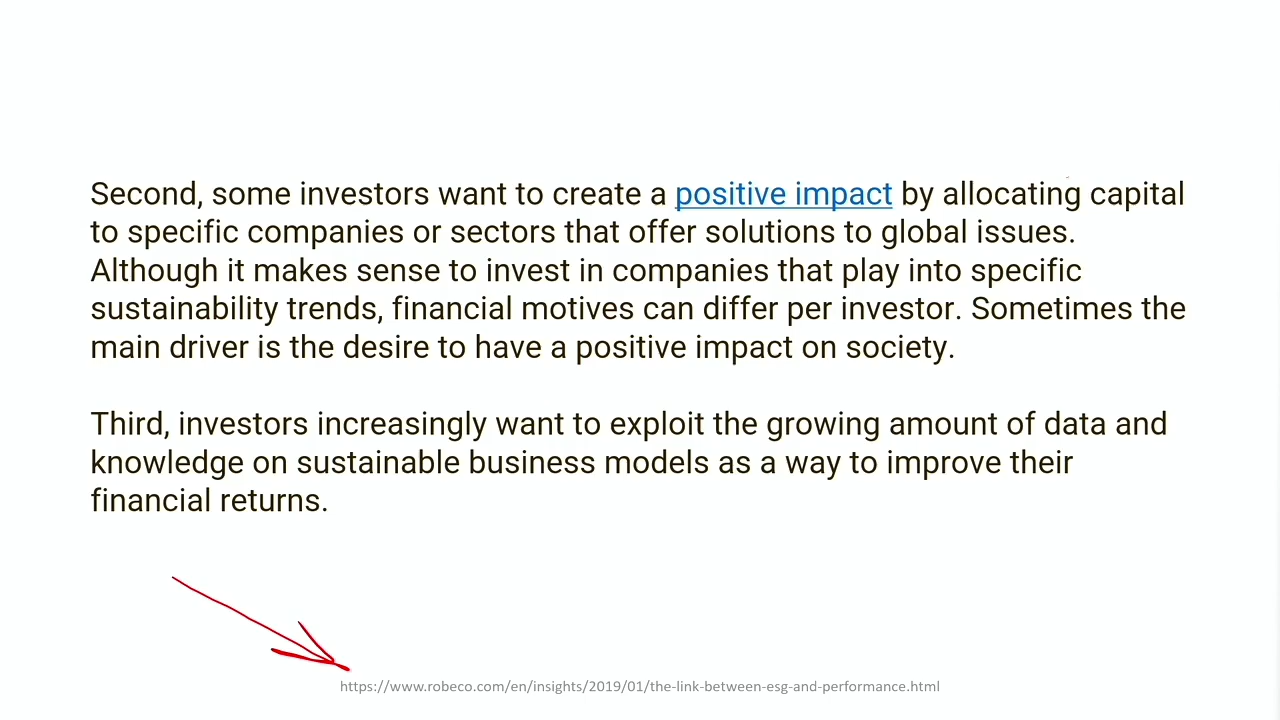 Second, some investors want to create a positive impact by allocating capital
to specific companies or sectors that offer solutions to global issues.
Although it makes sense to invest in companies that play into specific
sustainability trends, financial motives can differ per investor. Sometimes the
main driver is the desire to have a positive impact on society.
Third, investors increasingly want to exploit the growing amount of data and
knowledge on sustainable business models as a way to improve their
financial returns.
https://www.robeco.com/en/insights/2019/01/the-link-between-esg-and-performance.html